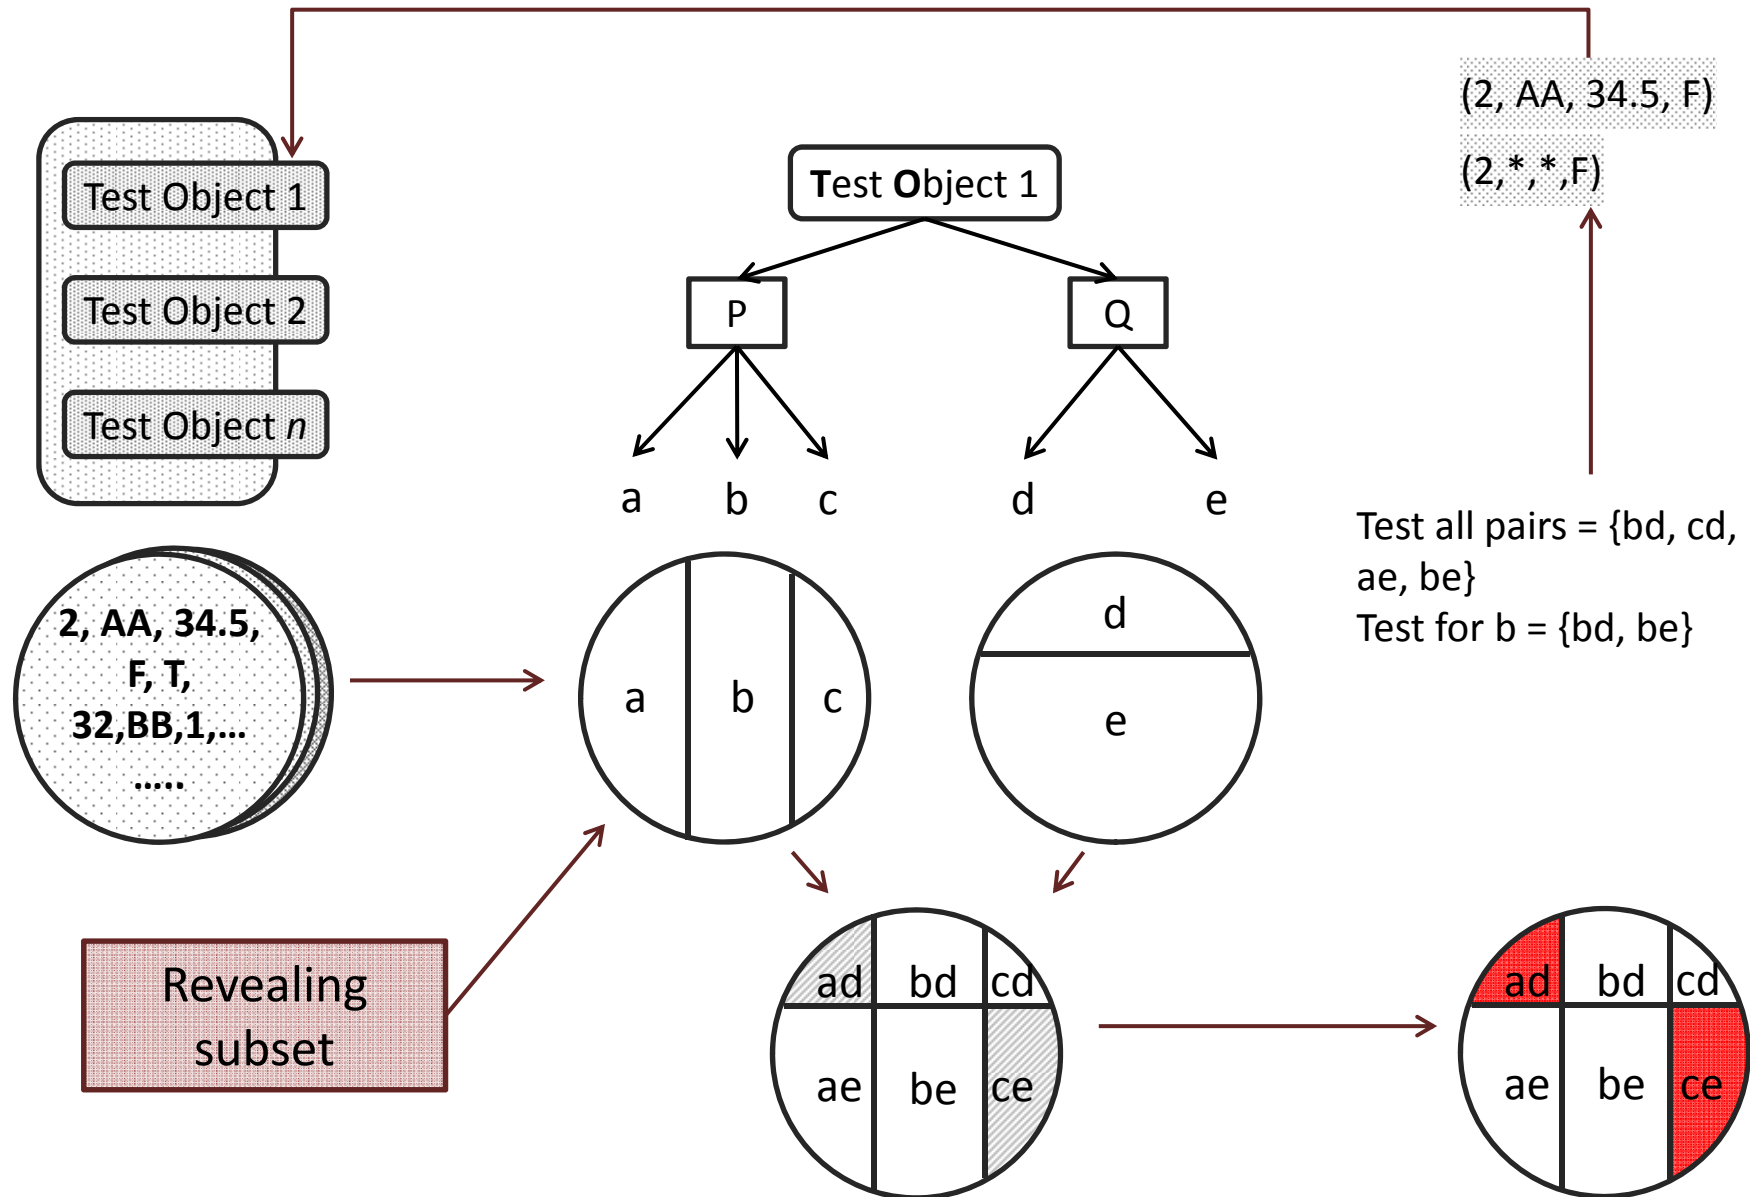 (2, AA, 34.5, F)
(2,*,*,F)
Test Object 1
Test Object 2
Test Object n
Test Object 1
P
Q
a
b
c
d
e
Test all pairs = {bd, cd,
ae, be}
Test for b = {bd, be}
2, AA, 34.5,
F, T,
32,BB,1,...
.....
a
b
c
d
e
Revealing
subset
ad
bd
cd
ae
be
ce
ad
bd
cd
ae
be
ce